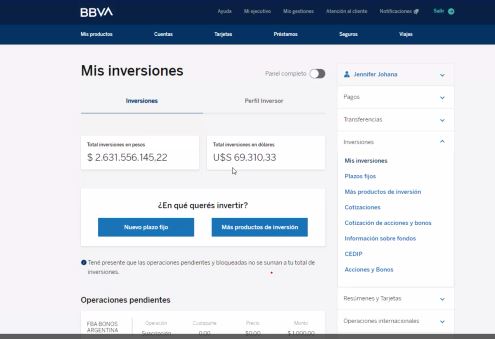 BBVA
Ayuda Mi ejecutivo Mis gestiones Atención al cliente Notificaciones Salir
Mis productos Cuentas Tarjetas Préstamos Seguros Viajes
Mis inversiones
Panel completo
Inversiones Perfil Inversor
Total inversiones en pesos
$ 2.631.556.145,22
Total inversiones en dólares
U$S 69.310,33
¿En qué querés invertir?
Nuevo plazo fijo Más productos de inversión
Tené presente que las operaciones pendientes y bloqueadas no se suman a tu total de
inversiones.
Operaciones pendientes
FBA BONOS
ARGENTINA
Operación Cuotaparte Precio Monto
Suscripción 0,00 $0,00 $ 1.000,00
Jennifer Johana
Pagos
Transferencias
Inversiones
Mis inversiones
Plazos fijos
Más productos de inversión
Cotizaciones
Cotización de acciones y bonos
Información sobre fondos
CEDIP
Acciones y Bonos
Resúmenes y Tarjetas
Operaciones internacionales